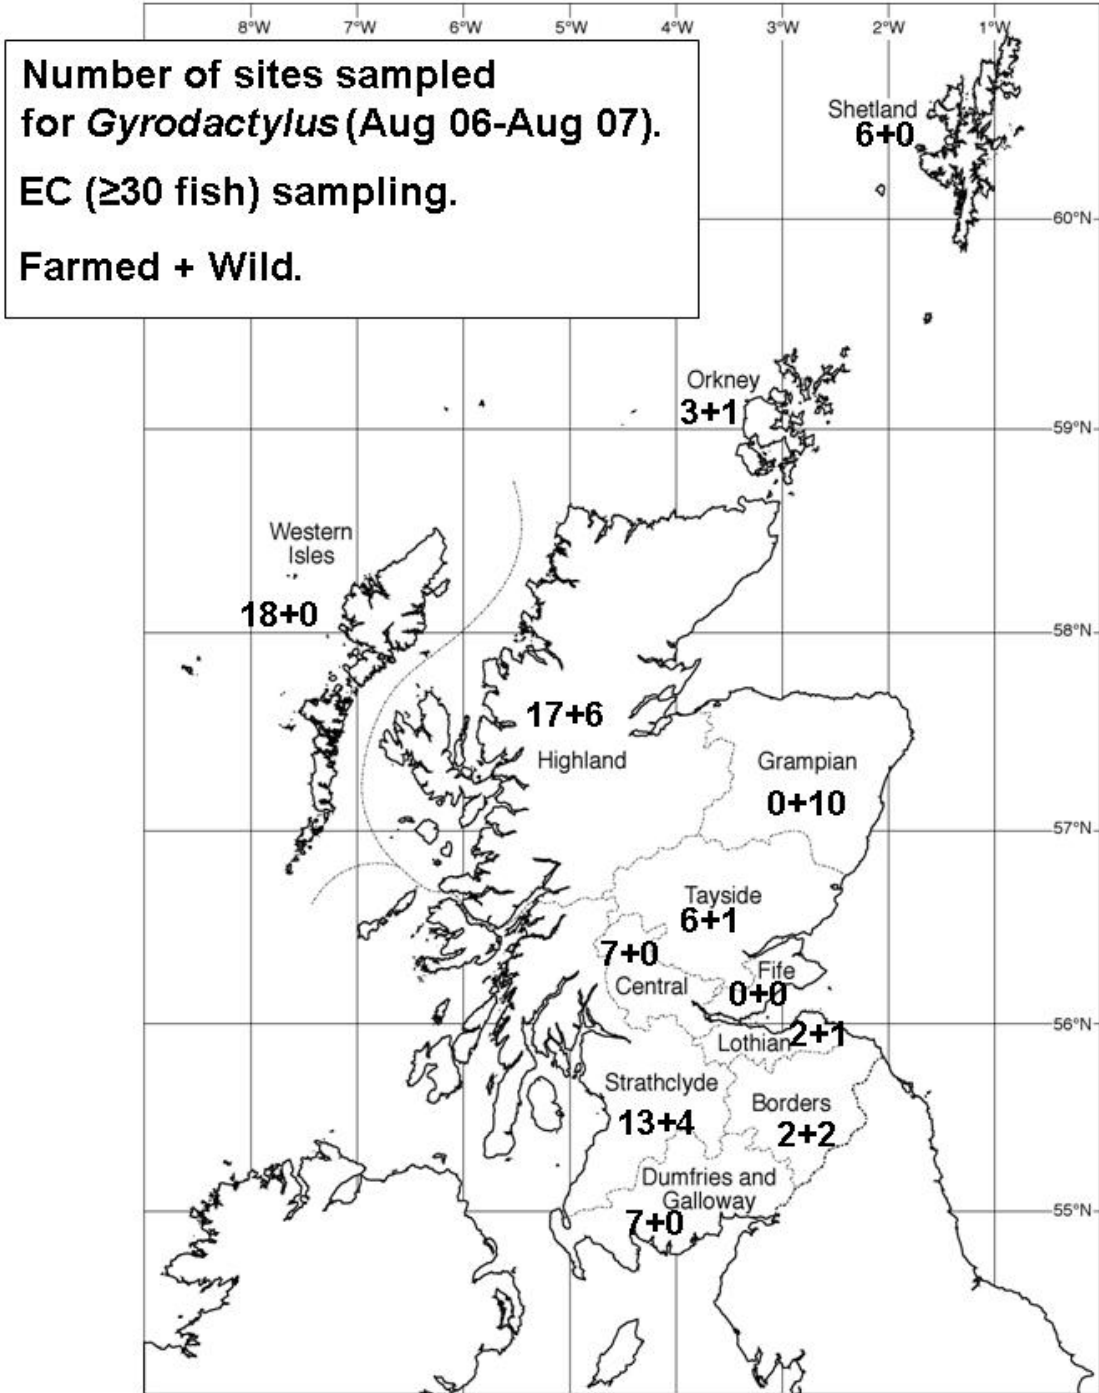 8°W 7°W 6°W 5°W 4°W 3°W 2°W 1°W
Number of sites sampled
for Gyrodactylus (Aug 06-Aug 07).
EC (≥30 fish) sampling.
Farmed + Wild.
Shetland
6+0
60°N
Orkney
3+1
59°N
Western
Isles
18+0
58°N
17+6
Highland
Grampian
0+10
57°N
Tayside
6+1
7+0
Central
Fife
0+0
56°N
Lothian 2+1
Strathclyde
13+4
Borders
2+2
Dumfries and
Galloway
7+0
55°N